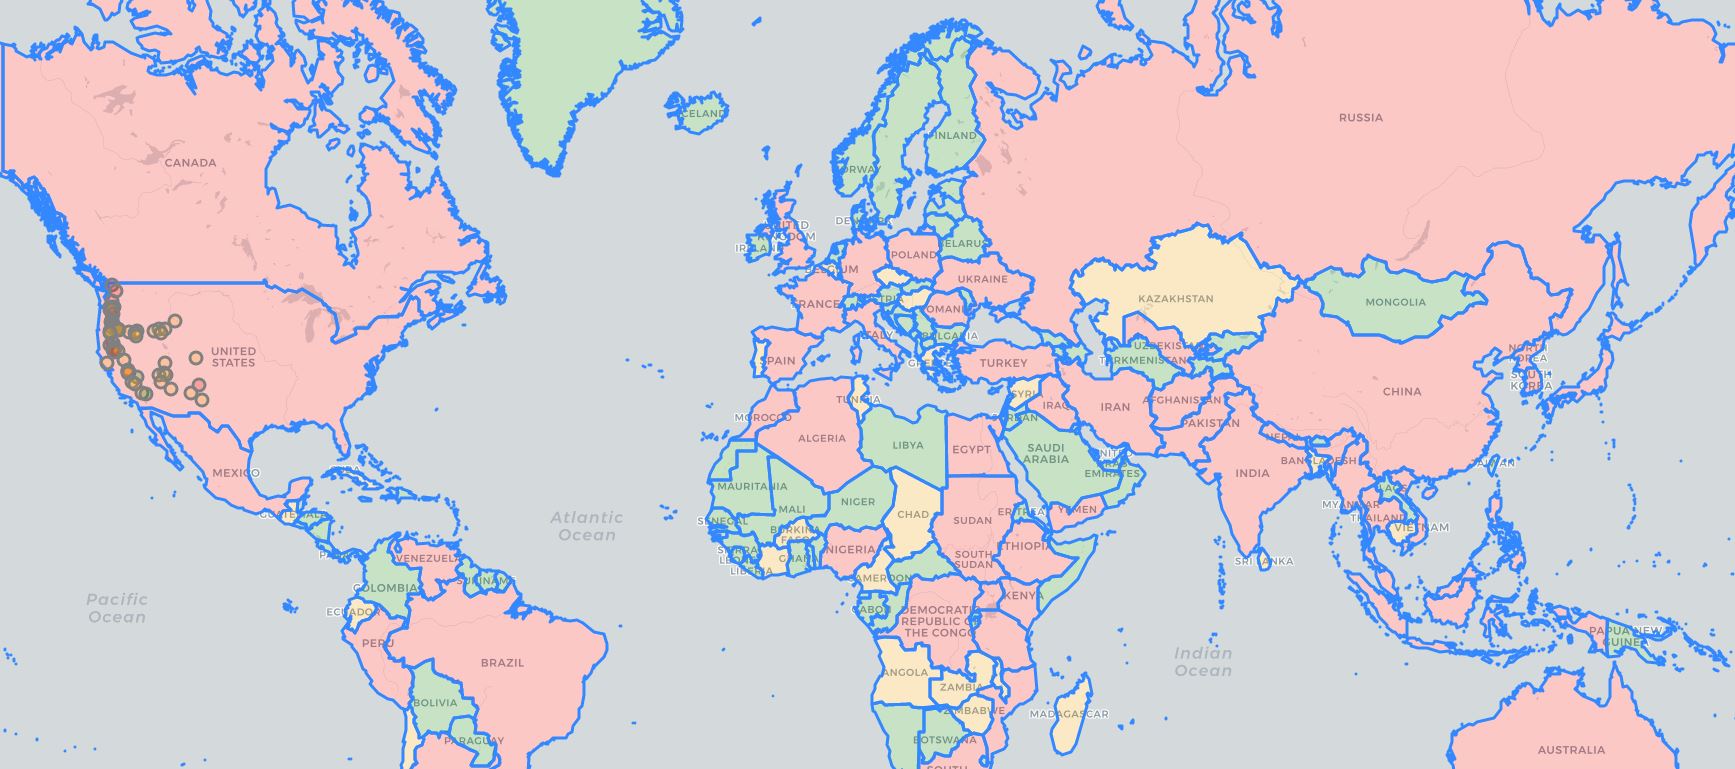 RUSSIA
CANADA
ICELAND
FINLAND
NORWAY
UNITED
KINGDOM
BELARUS
POLAND
BELGIUM
UKRAINE
FRANCE
KAZAKHSTAN
MONGOLIA
ROMANIA
ITALY
BULGARIA
UNITED
STATES
SPAIN
TURKEY
UZBEKISTAN
TURKMENISTAN
NORTH
KOREA
SOUTH
KOREA
CHINA
TUNISIA
SYRIA
IRAQ
IRAN
AFGHANISTAN
PAKISTAN
MOROCCO
ALGERIA
LIBYA
EGYPT
JORDAN
SAUDI
ARABIA
UNITED
ARAB
EMIRATES
NEPAL
BANGLADESH
INDIA
TAIWAN
MEXICO
CUBA
MAURITANIA
MALI
NIGER
CHAD
SUDAN
ERITREA
YEMEN
LAOS
MYANMAR
THAILAND
VIETNAM
GUATEMALA
Atlantic
Ocean
SENEGAL
BURKINA
FASO
SIERRA
LEONE
LIBERIA
GHANA
NIGERIA
SOUTH
SUDAN
ETHIOPIA
SRI LANKA
VENEZUELA
COLOMBIA
SURINAME
CAMEROON
GABON
DEMOCRATIC
REPUBLIC OF
THE CONGO
KENYA
Pacific
Ocean
ECUADOR
PERU
BRAZIL
Indian
Ocean
PAPUA NEW
GUINEA
ANGOLA
ZAMBIA
BOLIVIA
ZIMBABWE
MADAGASCAR
PARAGUAY
BOTSWANA
AUSTRALIA
SOUTH